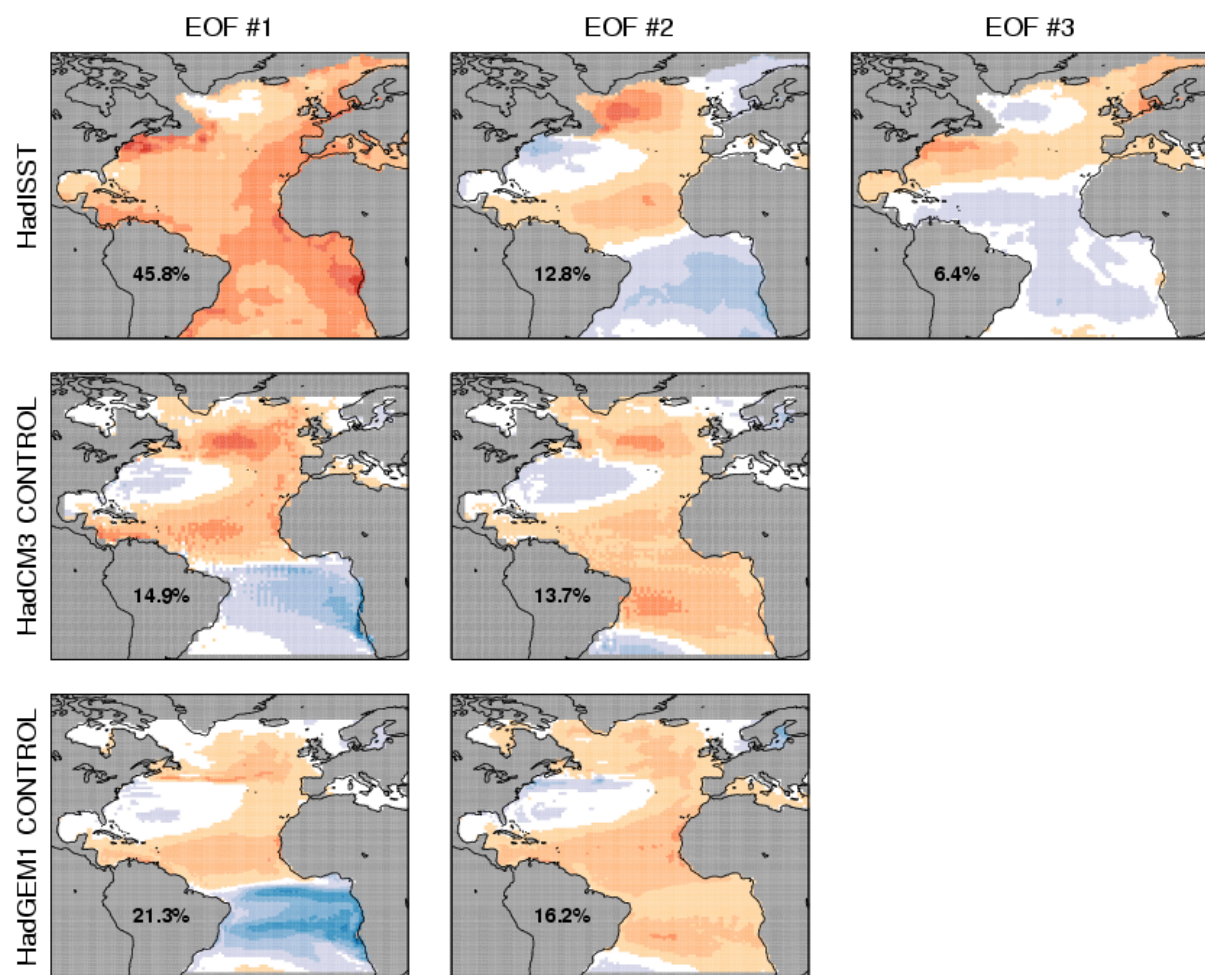 EOF #1
EOF #2
EOF #3
HadISST
45.8%
12.8%
6.4%
HadCM3 CONTROL
14.9%
13.7%
HadGEM1 CONTROL
21.3%
16.2%